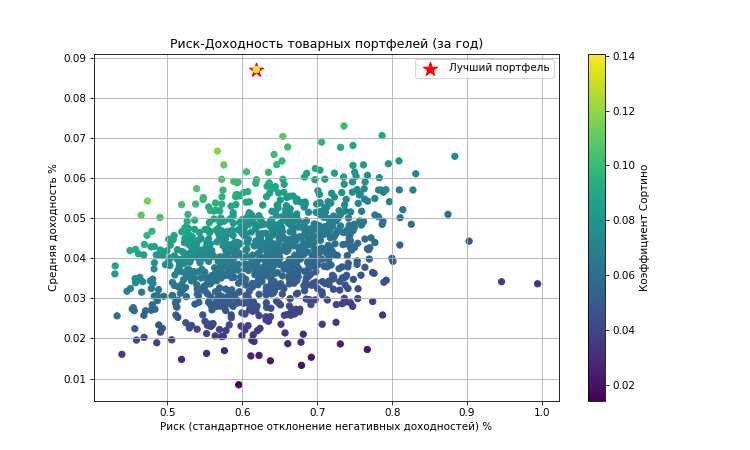 Риск-Доходность товарных портфелей (за год)
Лучший портфель
Средняя доходность %
0.09
0.08
0.07
0.06
0.05
0.04
0.03
0.02
0.01
0.5 0.6 0.7 0.8 0.9 1.0
Риск (стандартное отклонение негативных доходностей) %
0.14
0.12
0.10
0.08
0.06
0.04
0.02
Коэффициент Сортино